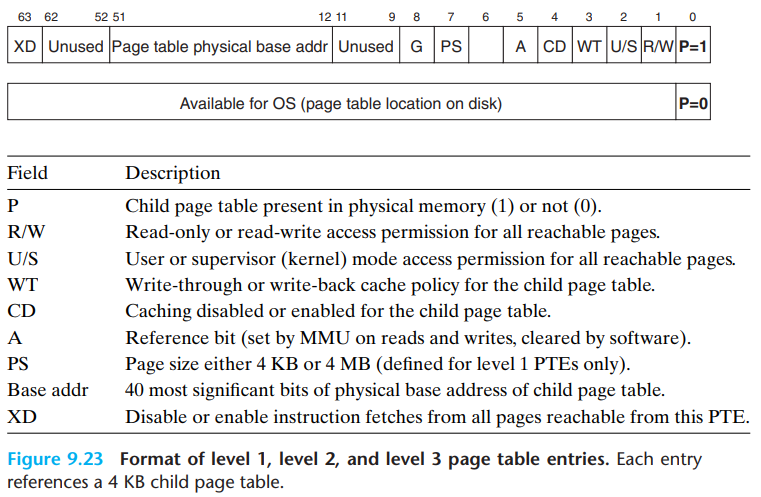 63 62 52 51 12 11 9 8 7 6 5 4 3 2 1 0
XD Unused Page table physical base addr Unused G PS A CD WT U/S R/W P=1
Available for OS (page table location on disk) P=0
Field Description
P Child page table present in physical memory (1) or not (0).
R/W Read-only or read-write access permission for all reachable pages.
U/S User or supervisor (kernel) mode access permission for all reachable pages.
WT Write-through or write-back cache policy for the child page table.
CD Caching disabled or enabled for the child page table.
A Reference bit (set by MMU on reads and writes, cleared by software).
PS Page size either 4 KB or 4 MB (defined for level 1 PTEs only).
Base addr 40 most significant bits of physical base address of child page table.
XD Disable or enable instruction fetches from all pages reachable from this PTE.
Figure 9.23 Format of level 1, level 2, and level 3 page table entries. Each entry
references a 4 KB child page table.